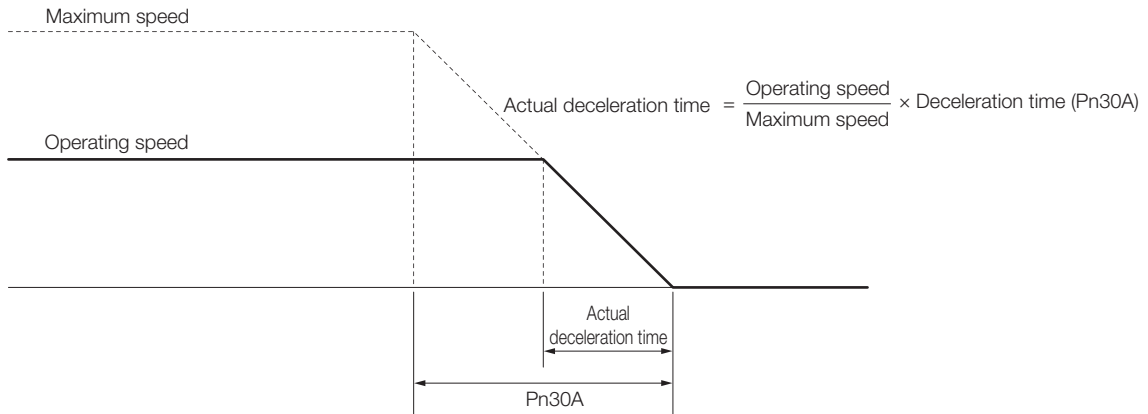 Maximum speed
Actual deceleration time = Operating speed / Maximum speed × Deceleration time (Pn30A)
Operating speed
Actual
deceleration time
Pn30A